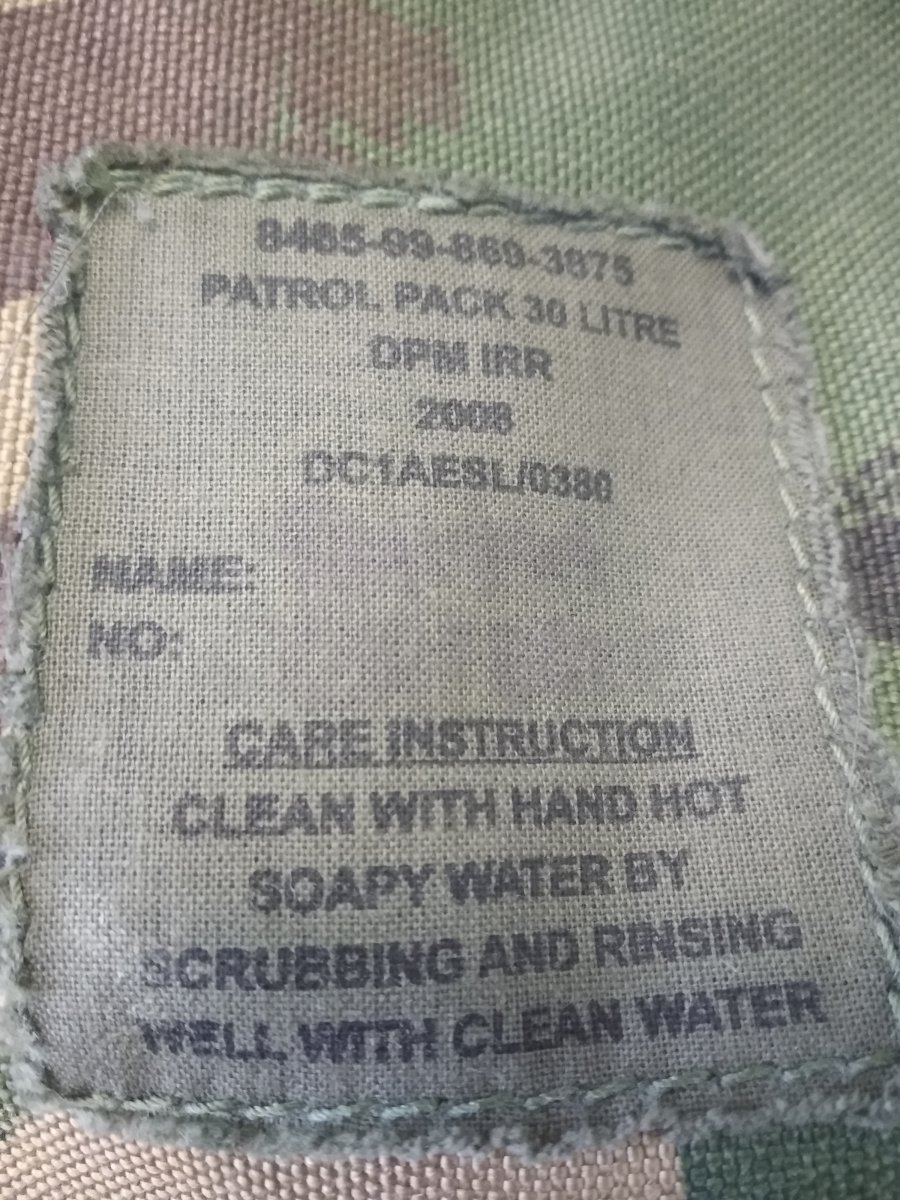 8465-99-869-3875
PATROL PACK 30 LITRE
DPM IRR
2008
DC1AESL/0380
NAME:
NO:
CARE INSTRUCTION
CLEAN WITH HAND HOT
SOAPY WATER BY
SCRUBBING AND RINSING
WELL WITH CLEAN WATER